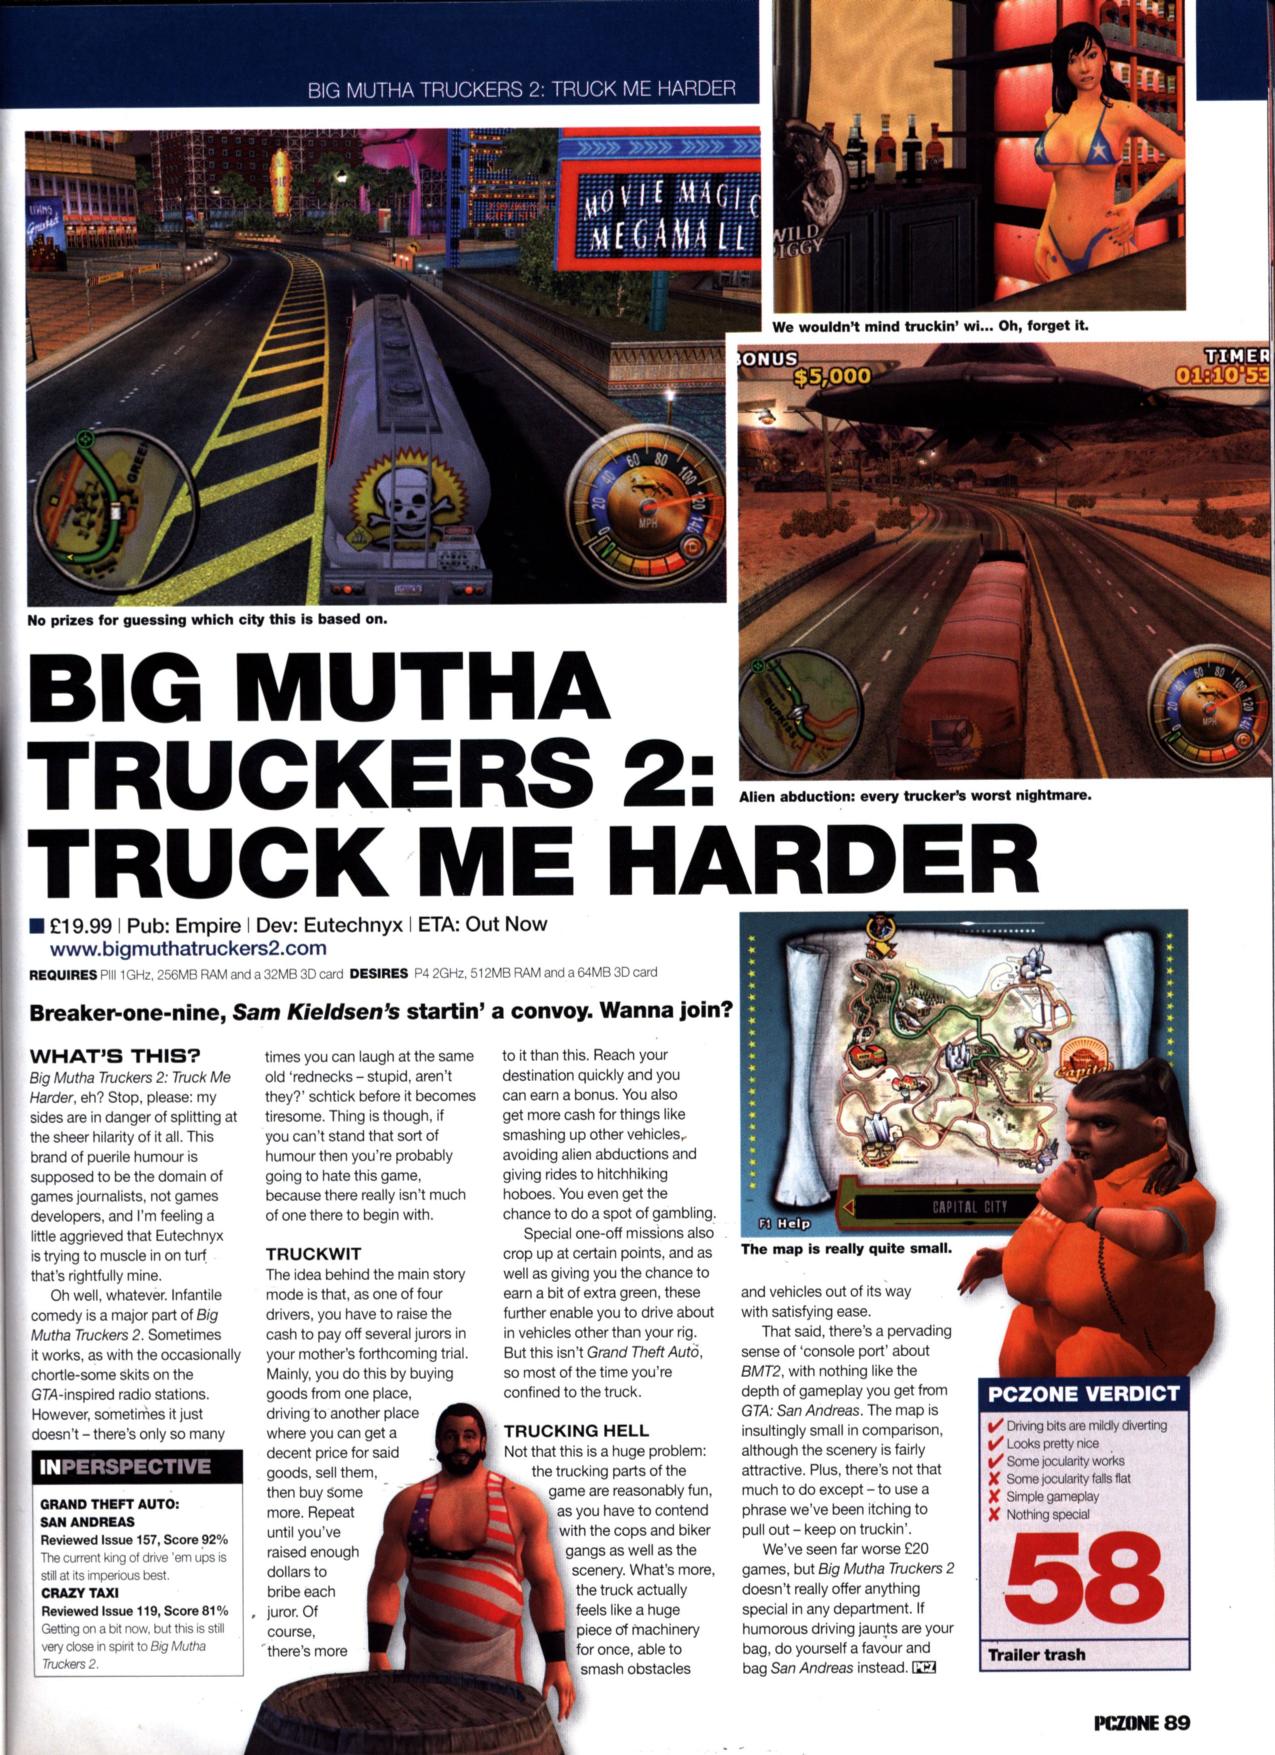 BIG MUTHA TRUCKERS 2: TRUCK ME HARDER
MOVIE MAGIC
MEGAMALL
GREEN
20
40
60
80
100
120
140
MPH
No prizes for guessing which city this is based on.
WILD
PIGGY
We wouldn't mind truckin' wi... Oh, forget it.
BONUS
$5,000
TIMER
01:10'53
MPH
Alien abduction: every trucker's worst nightmare.
BIG MUTHA
TRUCKERS 2:
TRUCK ME HARDER
£19.99 | Pub: Empire | Dev: Eutechnyx | ETA: Out Now
www.bigmuthatruckers2.com
REQUIRES PIII 1GHz, 256MB RAM and a 32MB 3D card DESIRES P4 2GHz, 512MB RAM and a 64MB 3D card
Breaker-one-nine, Sam Kieldsen's startin' a convoy. Wanna join?
WHAT'S THIS?
Big Mutha Truckers 2: Truck Me
Harder, eh? Stop, please: my
sides are in danger of splitting at
the sheer hilarity of it all. This
brand of puerile humour is
supposed to be the domain of
games journalists, not games
developers, and I'm feeling a
little aggrieved that Eutechnyx
is trying to muscle in on turf
that's rightfully mine.
Oh well, whatever. Infantile
comedy is a major part of Big
Mutha Truckers 2. Sometimes
it works, as with the occasionally
chortle-some skits on the
GTA-inspired radio stations.
However, sometimes it just
doesn't – there's only so many
INPERSPECTIVE
GRAND THEFT AUTO:
SAN ANDREAS
Reviewed Issue 157, Score 92%
The current king of drive 'em ups is
still at its imperious best.
CRAZY TAXI
Reviewed Issue 119, Score 81%
Getting on a bit now, but this is still
very close in spirit to Big Mutha
Truckers 2.
times you can laugh at the same
old 'rednecks – stupid, aren't
they?' schtick before it becomes
tiresome. Thing is though, if
you can't stand that sort of
humour then you're probably
going to hate this game,
because there really isn't much
of one there to begin with.
TRUCKWIT
The idea behind the main story
mode is that, as one of four
drivers, you have to raise the
cash to pay off several jurors in
your mother's forthcoming trial.
Mainly, you do this by buying
goods from one place,
driving to another place
where you can get a
decent price for said
goods, sell them,
then buy some
more. Repeat
until you've
raised enough
dollars to
bribe each
juror. Of
course,
there's more
to it than this. Reach your
destination quickly and you
can earn a bonus. You also
get more cash for things like
smashing up other vehicles,
avoiding alien abductions and
giving rides to hitchhiking
hoboes. You even get the
chance to do a spot of gambling.
Special one-off missions also
crop up at certain points, and as
well as giving you the chance to
earn a bit of extra green, these
further enable you to drive about
in vehicles other than your rig.
But this isn't Grand Theft Auto,
so most of the time you're
confined to the truck.
TRUCKING HELL
Not that this is a huge problem:
the trucking parts of the
game are reasonably fun,
as you have to contend
with the cops and biker
gangs as well as the
scenery. What's more,
the truck actually
feels like a huge
piece of machinery
for once, able to
smash obstacles
Capital
CAPITAL CITY
F1 Help
The map is really quite small.
and vehicles out of its way
with satisfying ease.
That said, there's a pervading
sense of 'console port' about
BMT2, with nothing like the
depth of gameplay you get from
GTA: San Andreas. The map is
insultingly small in comparison,
although the scenery is fairly
attractive. Plus, there's not that
much to do except – to use a
phrase we've been itching to
pull out – keep on truckin'.
We've seen far worse £20
games, but Big Mutha Truckers 2
doesn't really offer anything
special in any department. If
humorous driving jaunts are your
bag, do yourself a favour and
bag San Andreas instead. PCZ
PCZONE VERDICT
Driving bits are mildly diverting
Looks pretty nice
Some jocularity works
Some jocularity falls flat
Simple gameplay
Nothing special
58
Trailer trash
PCZONE 89